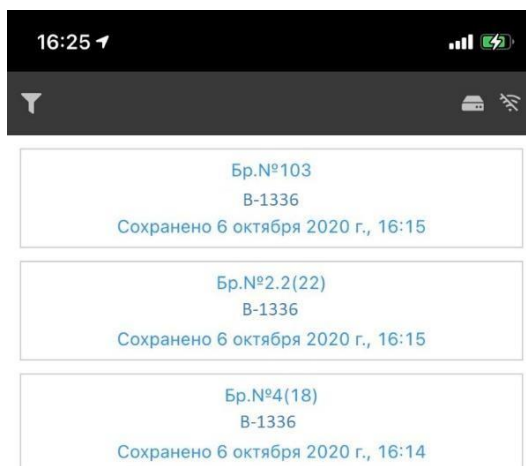 16:25
Бр.№103
В-1336
Сохранено 6 октября 2020 г., 16:15
Бр.№2.2(22)
В-1336
Сохранено 6 октября 2020 г., 16:15
Бр.№4(18)
В-1336
Сохранено 6 октября 2020 г., 16:14